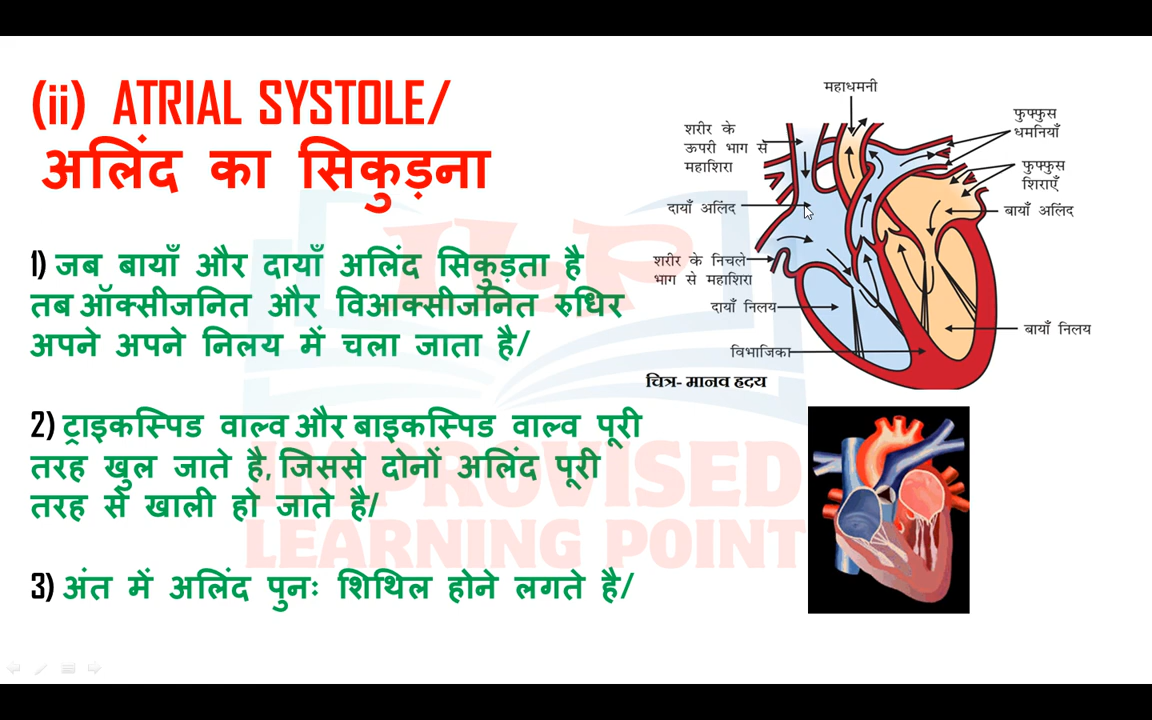 (ii) ATRIAL SYSTOLE/
अलिंद का सिकुड़ना
1) जब बायाँ और दायाँ अलिंद सिकुड़ता है
तब ऑक्सीजनित और विआक्सीजनित रुधिर
अपने अपने निलय में चला जाता है/
2) ट्राइकस्पिड वाल्व और बाइकस्पिड वाल्व पूरी
तरह खुल जाते है, जिससे दोनों अलिंद पूरी
तरह से खाली हो जाते है/
3) अंत में अलिंद पुनः शिथिल होने लगते है/
महाधमनी
शरीर के
ऊपरी भाग से
महाशिरा
फुफ्फुस
धमनियाँ
फुफ्फुस
शिराएँ
दायाँ अलिंद
बायाँ अलिंद
शरीर के निचले
भाग से महाशिरा
दायाँ निलय
बायाँ निलय
विभाजिका
चित्र- मानव हृदय
ILP
IMPROVISED
LEARNING POINT